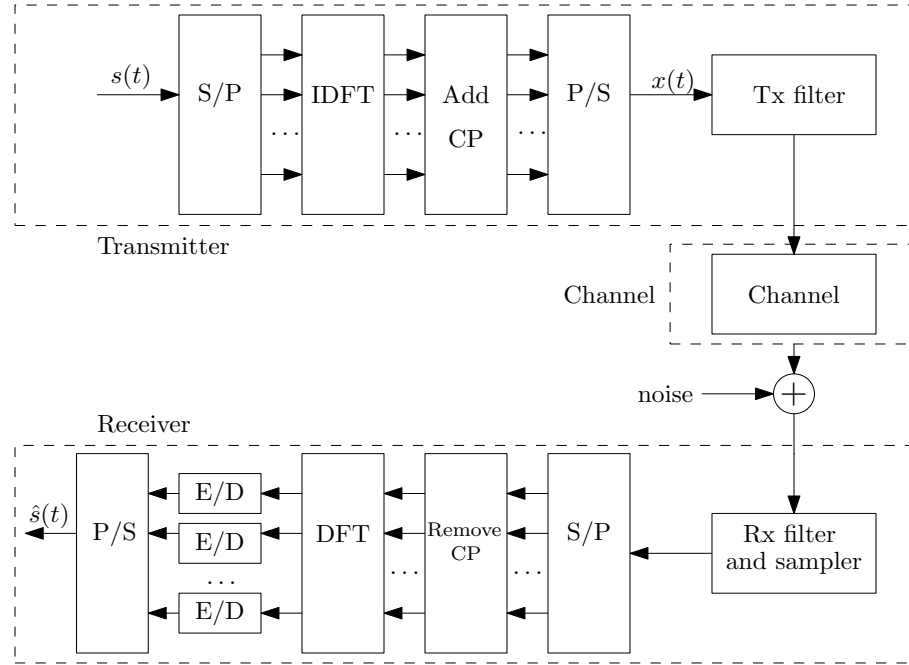 s(t)
S/P
IDFT
Add
CP
P/S
x(t)
Tx filter
...
...
...
Transmitter
Channel
Channel
noise
+
Receiver
ŝ(t)
P/S
E/D
E/D
...
E/D
DFT
...
Remove
CP
...
S/P
Rx filter
and sampler